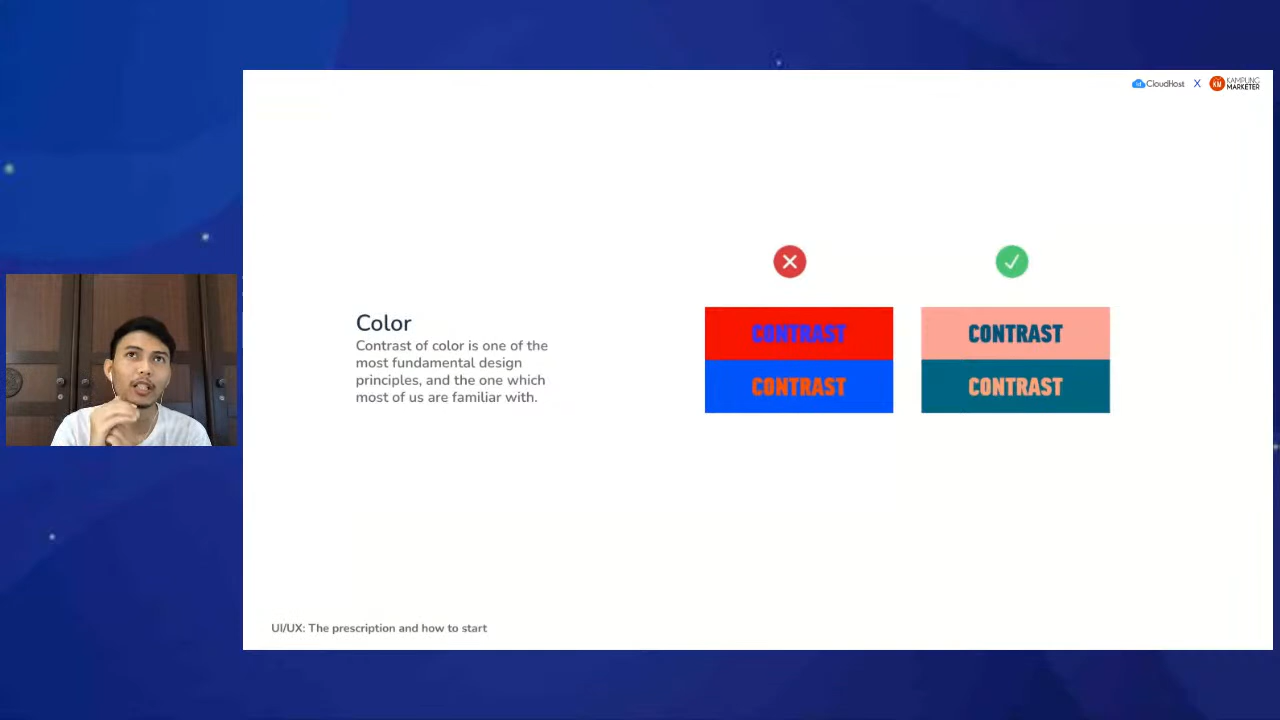 CloudHost X KAMPUNG MARKETER
KM
Color
Contrast of color is one of the
most fundamental design
principles, and the one which
most of us are familiar with.
CONTRAST
CONTRAST
CONTRAST
CONTRAST
UI/UX: The prescription and how to start